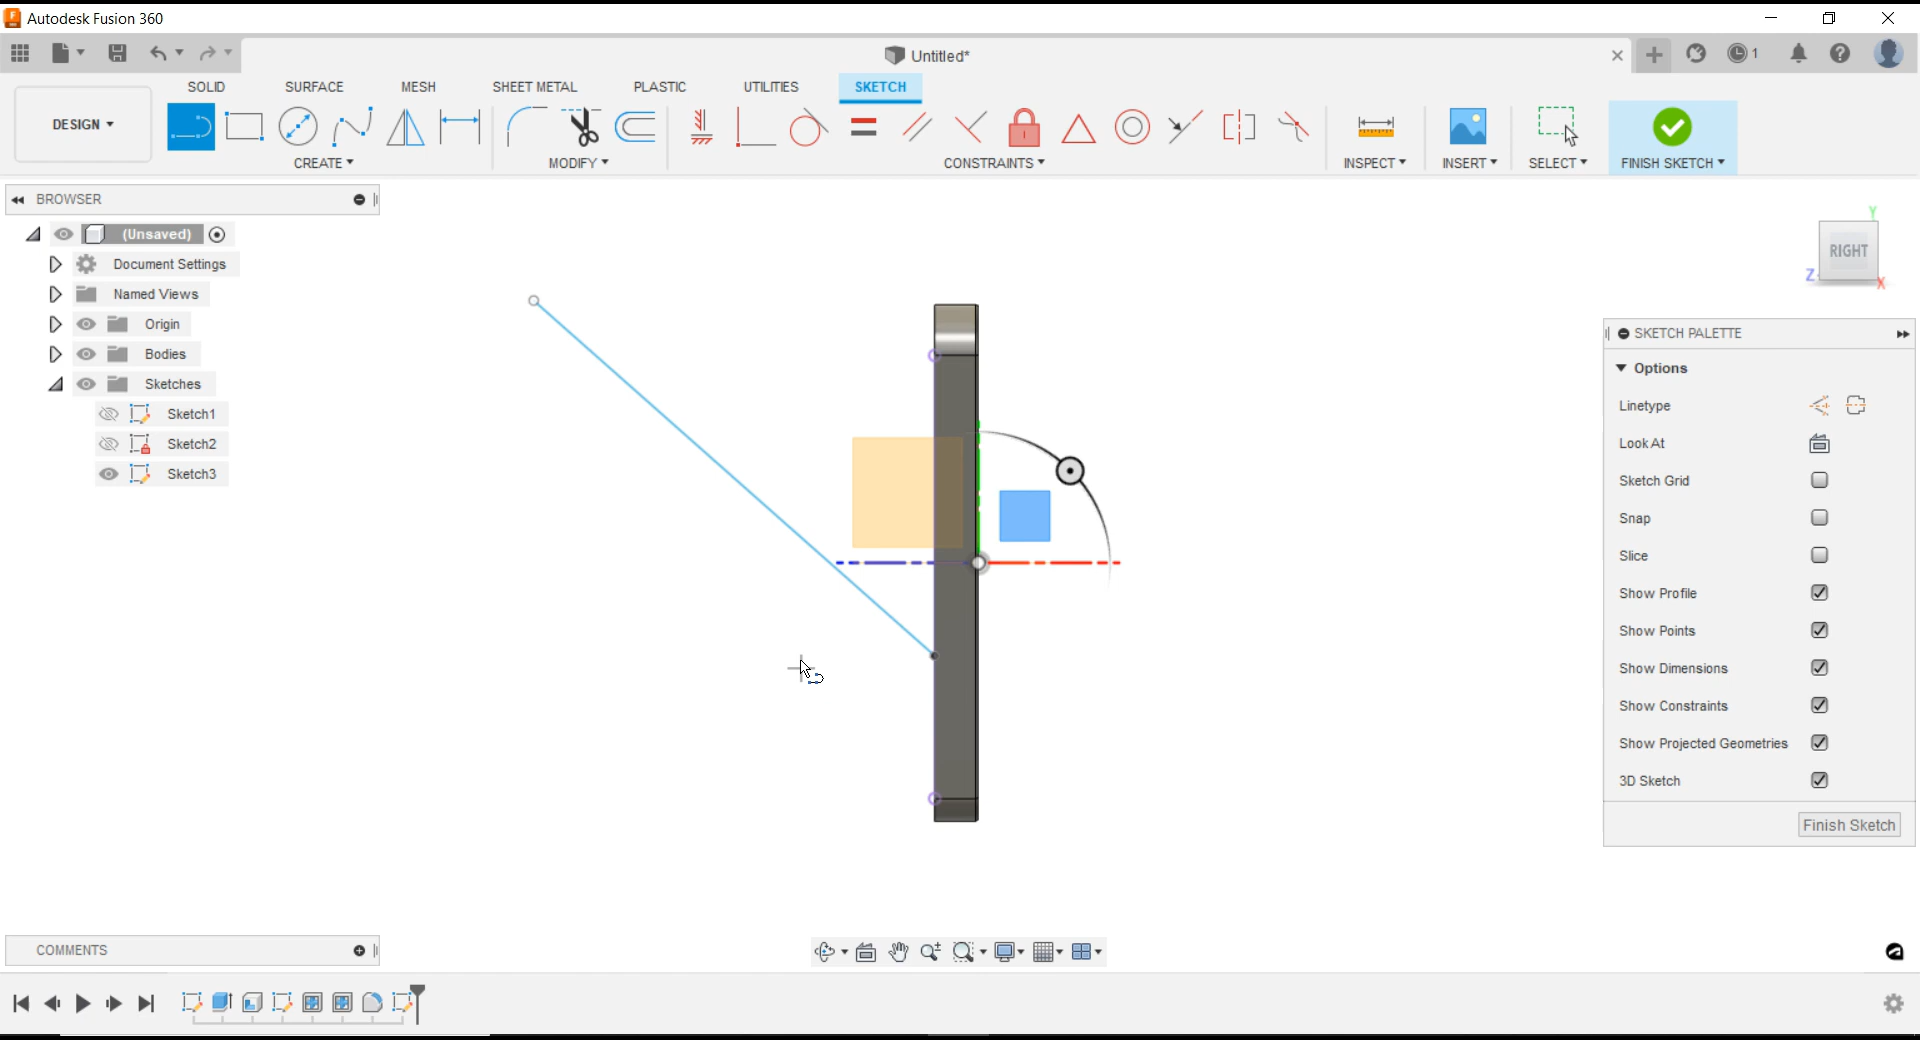 Autodesk Fusion 360
Untitled*
1
SOLID SURFACE MESH SHEET METAL PLASTIC UTILITIES SKETCH
DESIGN
CREATE MODIFY CONSTRAINTS INSPECT INSERT SELECT FINISH SKETCH
BROWSER
(Unsaved)
Document Settings
Named Views
Origin
Bodies
Sketches
Sketch1
Sketch2
Sketch3
Y
RIGHT
Z
X
SKETCH PALETTE
Options
Linetype
Look At
Sketch Grid
Snap
Slice
Show Profile
Show Points
Show Dimensions
Show Constraints
Show Projected Geometries
3D Sketch
Finish Sketch
COMMENTS